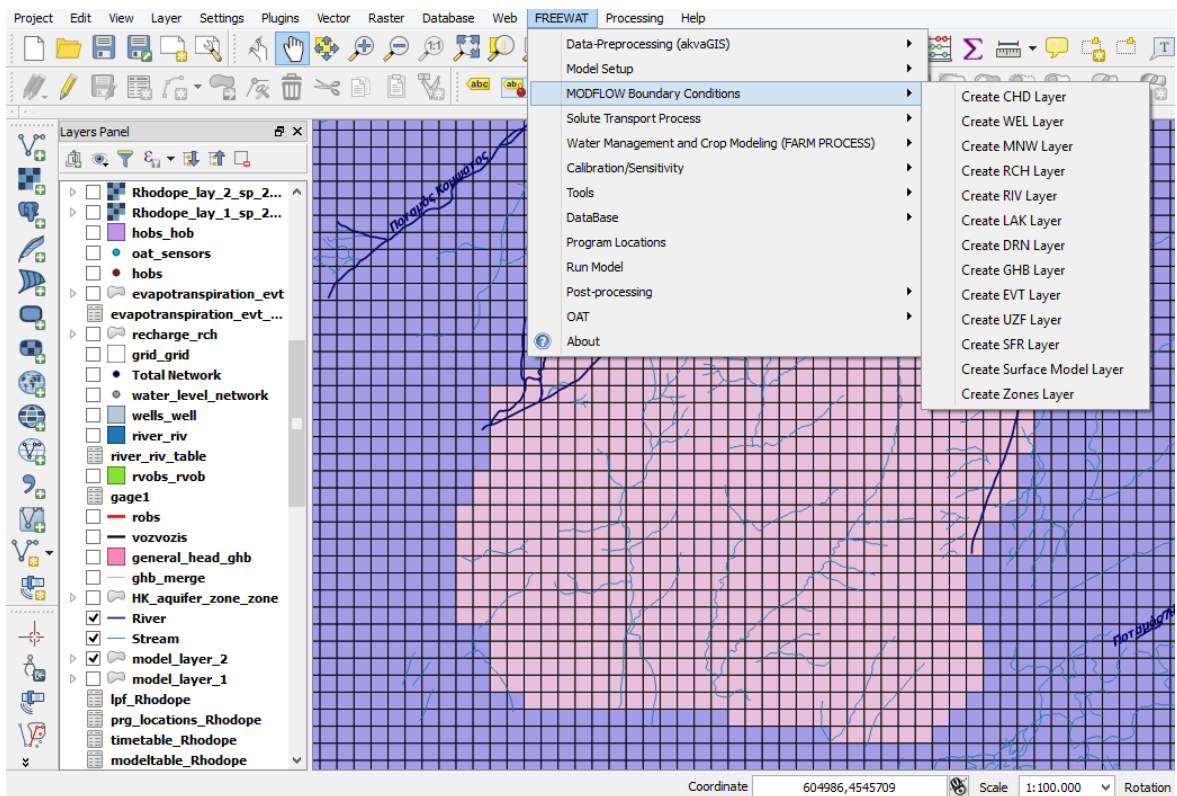 Project Edit View Layer Settings Plugins Vector Raster Database Web FREEWAT Processing Help
abc
Layers Panel
Rhodope_lay_2_sp_2...
Rhodope_lay_1_sp_2...
hobs_hob
oat_sensors
hobs
evapotranspiration_evt
evapotranspiration_evt_...
recharge_rch
grid_grid
Total Network
water_level_network
wells_well
river_riv
river_riv_table
rvobs_rvob
gage1
robs
vozvozis
general_head_ghb
ghb_merge
HK_aquifer_zone_zone
River
Stream
model_layer_2
model_layer_1
lpf_Rhodope
prg_locations_Rhodope
timetable_Rhodope
modeltable_Rhodope
Data-Preprocessing (akvaGIS)
Model Setup
MODFLOW Boundary Conditions
Solute Transport Process
Water Management and Crop Modeling (FARM PROCESS)
Calibration/Sensitivity
Tools
DataBase
Program Locations
Run Model
Post-processing
OAT
About
Create CHD Layer
Create WEL Layer
Create MNW Layer
Create RCH Layer
Create RIV Layer
Create LAK Layer
Create DRN Layer
Create GHB Layer
Create EVT Layer
Create UZF Layer
Create SFR Layer
Create Surface Model Layer
Create Zones Layer
Ποταμός Κομψάτος
Coordinate 604986,4545709 Scale 1:100.000 Rotation